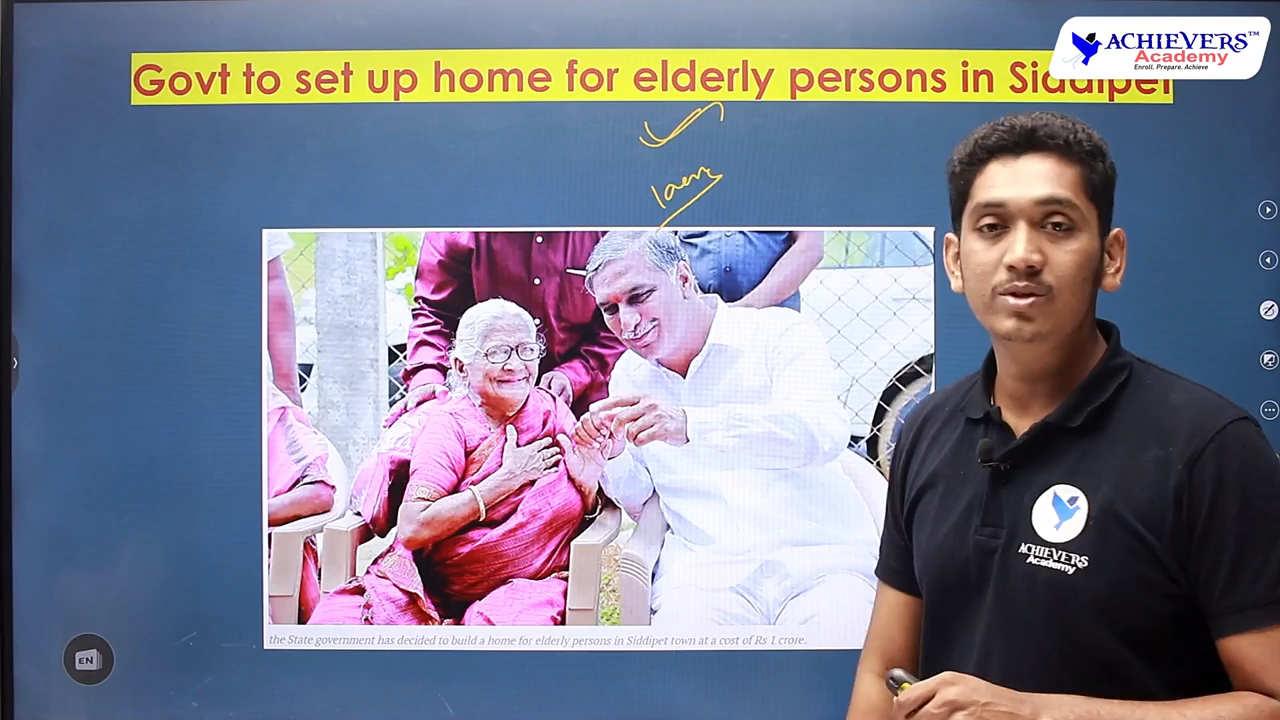 ACHIEVERS™
Academy
Enroll. Prepare. Achieve
Govt to set up home for elderly persons in Siddipet
the State government has decided to build a home for elderly persons in Siddipet town at a cost of Rs 1 crore.
ACHIEVERS
Academy
EN